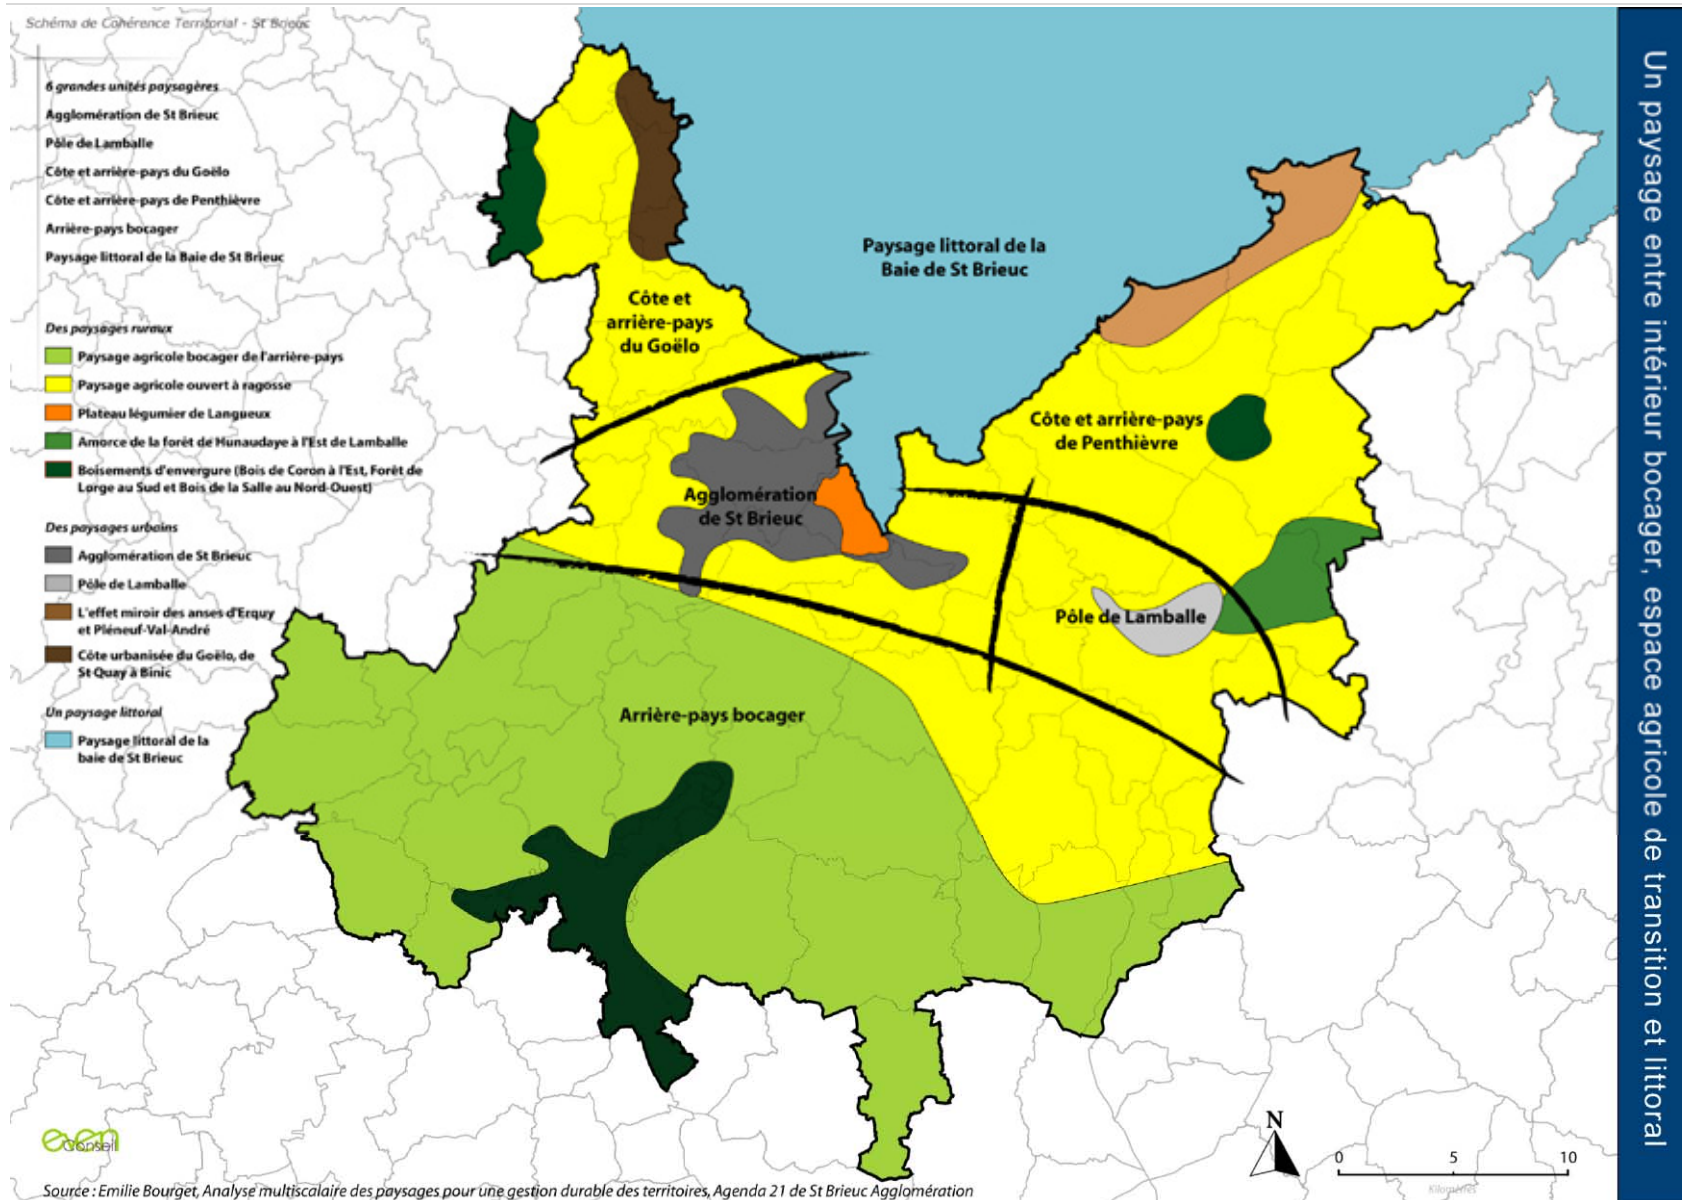 Schéma de Cohérence Territorial - St Brieuc
6 grandes unités paysagères
Agglomération de St Brieuc
Pôle de Lamballe
Côte et arrière-pays du Goëlo
Côte et arrière-pays de Penthièvre
Arrière-pays bocager
Paysage littoral de la Baie de St Brieuc
Des paysages ruraux
Paysage agricole bocager de l'arrière-pays
Paysage agricole ouvert à ragosse
Plateau légumier de Langueux
Amorce de la forêt de Hunaudaye à l'Est de Lamballe
Boisements d'envergure (Bois de Coron à l'Est, Forêt de
Lorge au Sud et Bois de la Salle au Nord-Ouest)
Des paysages urbains
Agglomération de St Brieuc
Pôle de Lamballe
L'effet miroir des anses d'Erquy
et Pléneuf-Val-André
Côte urbanisée du Goëlo, de
St Quay à Binic
Un paysage littoral
Paysage littoral de la
baie de St Brieuc
Paysage littoral de la
Baie de St Brieuc
Côte et
arrière-pays
du Goëlo
Côte et arrière-pays
de Penthièvre
Agglomération
de St Brieuc
Pôle de Lamballe
Arrière-pays bocager
Un paysage entre intérieur bocager, espace agricole de transition et littoral
N
0 5 10
Kilomètres
even
Conseil
Source : Emilie Bourget, Analyse multiscalaire des paysages pour une gestion durable des territoires, Agenda 21 de St Brieuc Agglomération